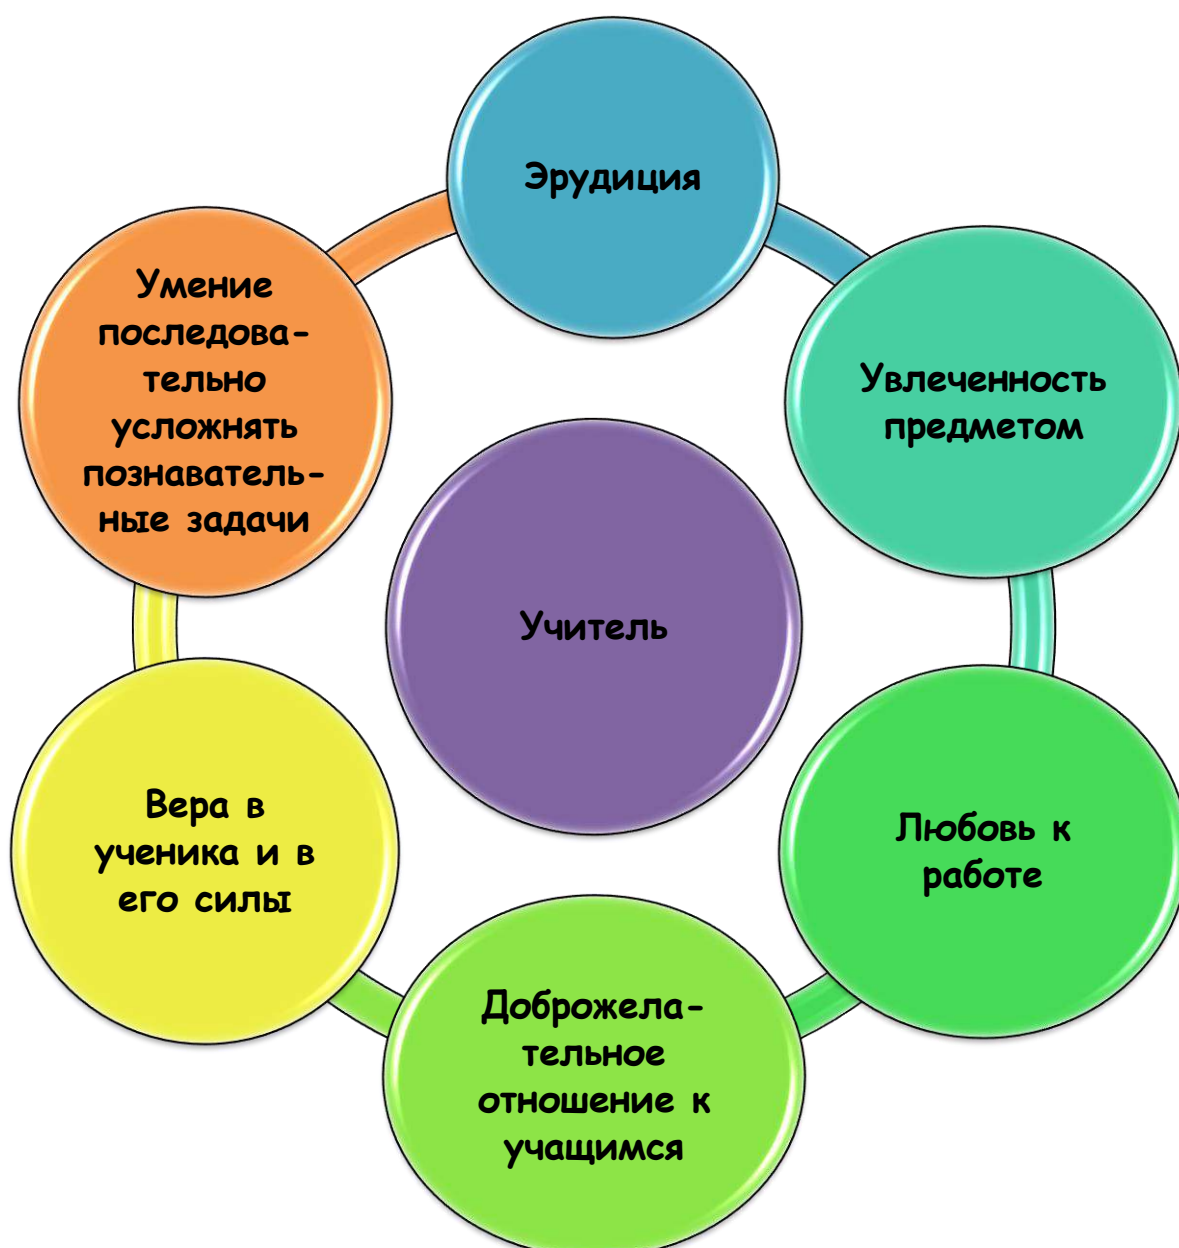 Эрудиция
Увлеченность
предметом
Любовь к
работе
Доброжела-
тельное
отношение к
учащимся
Вера в
ученика и в
его силы
Умение
последова-
тельно
усложнять
познаватель-
ные задачи
Учитель